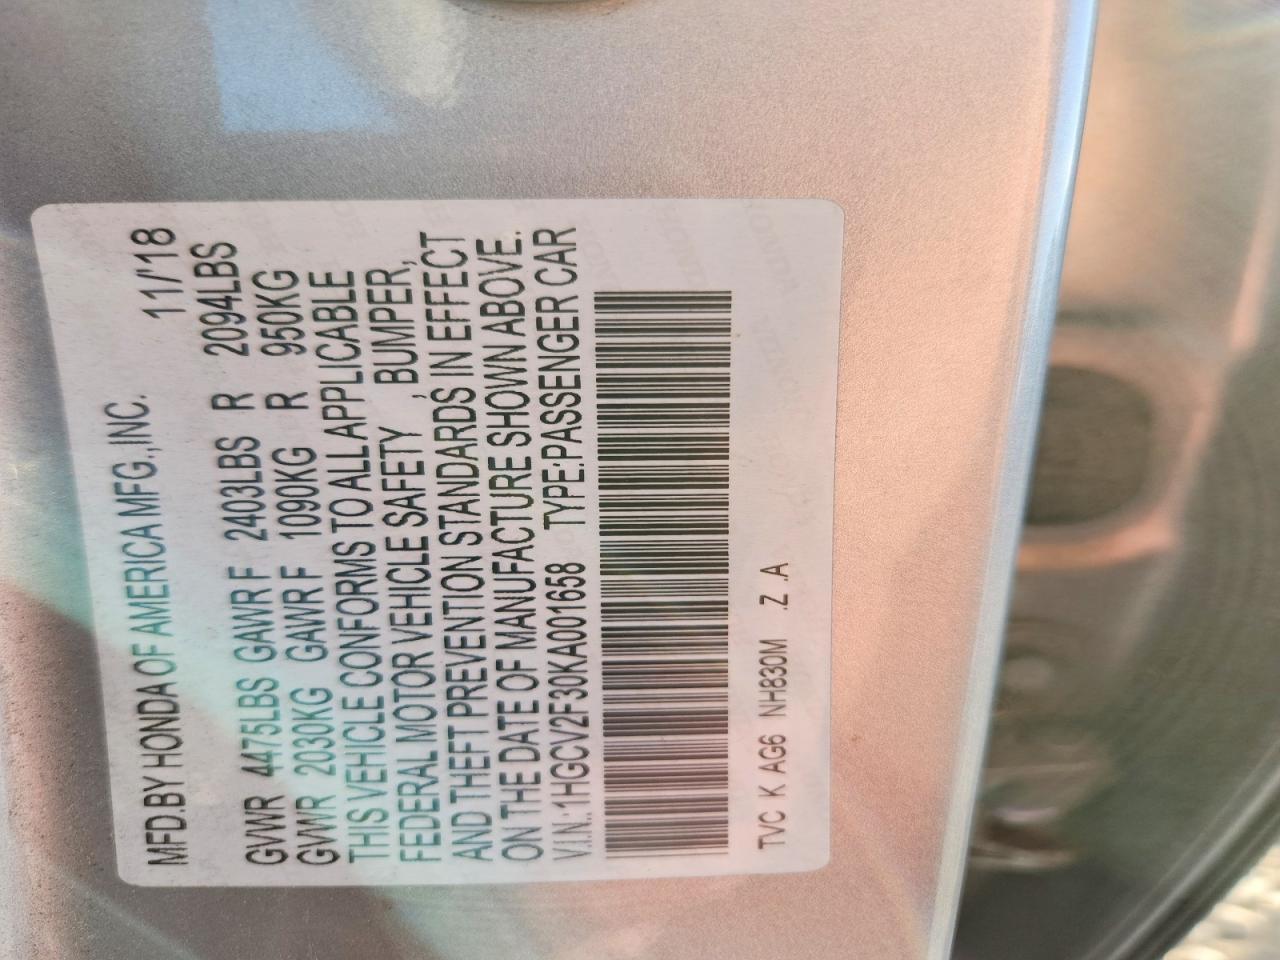 MFD.BY HONDA OF AMERICA MFG.,INC. 11/'18
GVWR 4475LBS GAWR F 2403LBS R 2094LBS
GVWR 2030KG GAWR F 1090KG R 950KG
THIS VEHICLE CONFORMS TO ALL APPLICABLE
FEDERAL MOTOR VEHICLE SAFETY , BUMPER,
AND THEFT PREVENTION STANDARDS IN EFFECT
ON THE DATE OF MANUFACTURE SHOWN ABOVE.
V.I.N.:1HGCV2F30KA001658 TYPE:PASSENGER CAR
TVC K AG6 NH830M .Z .A